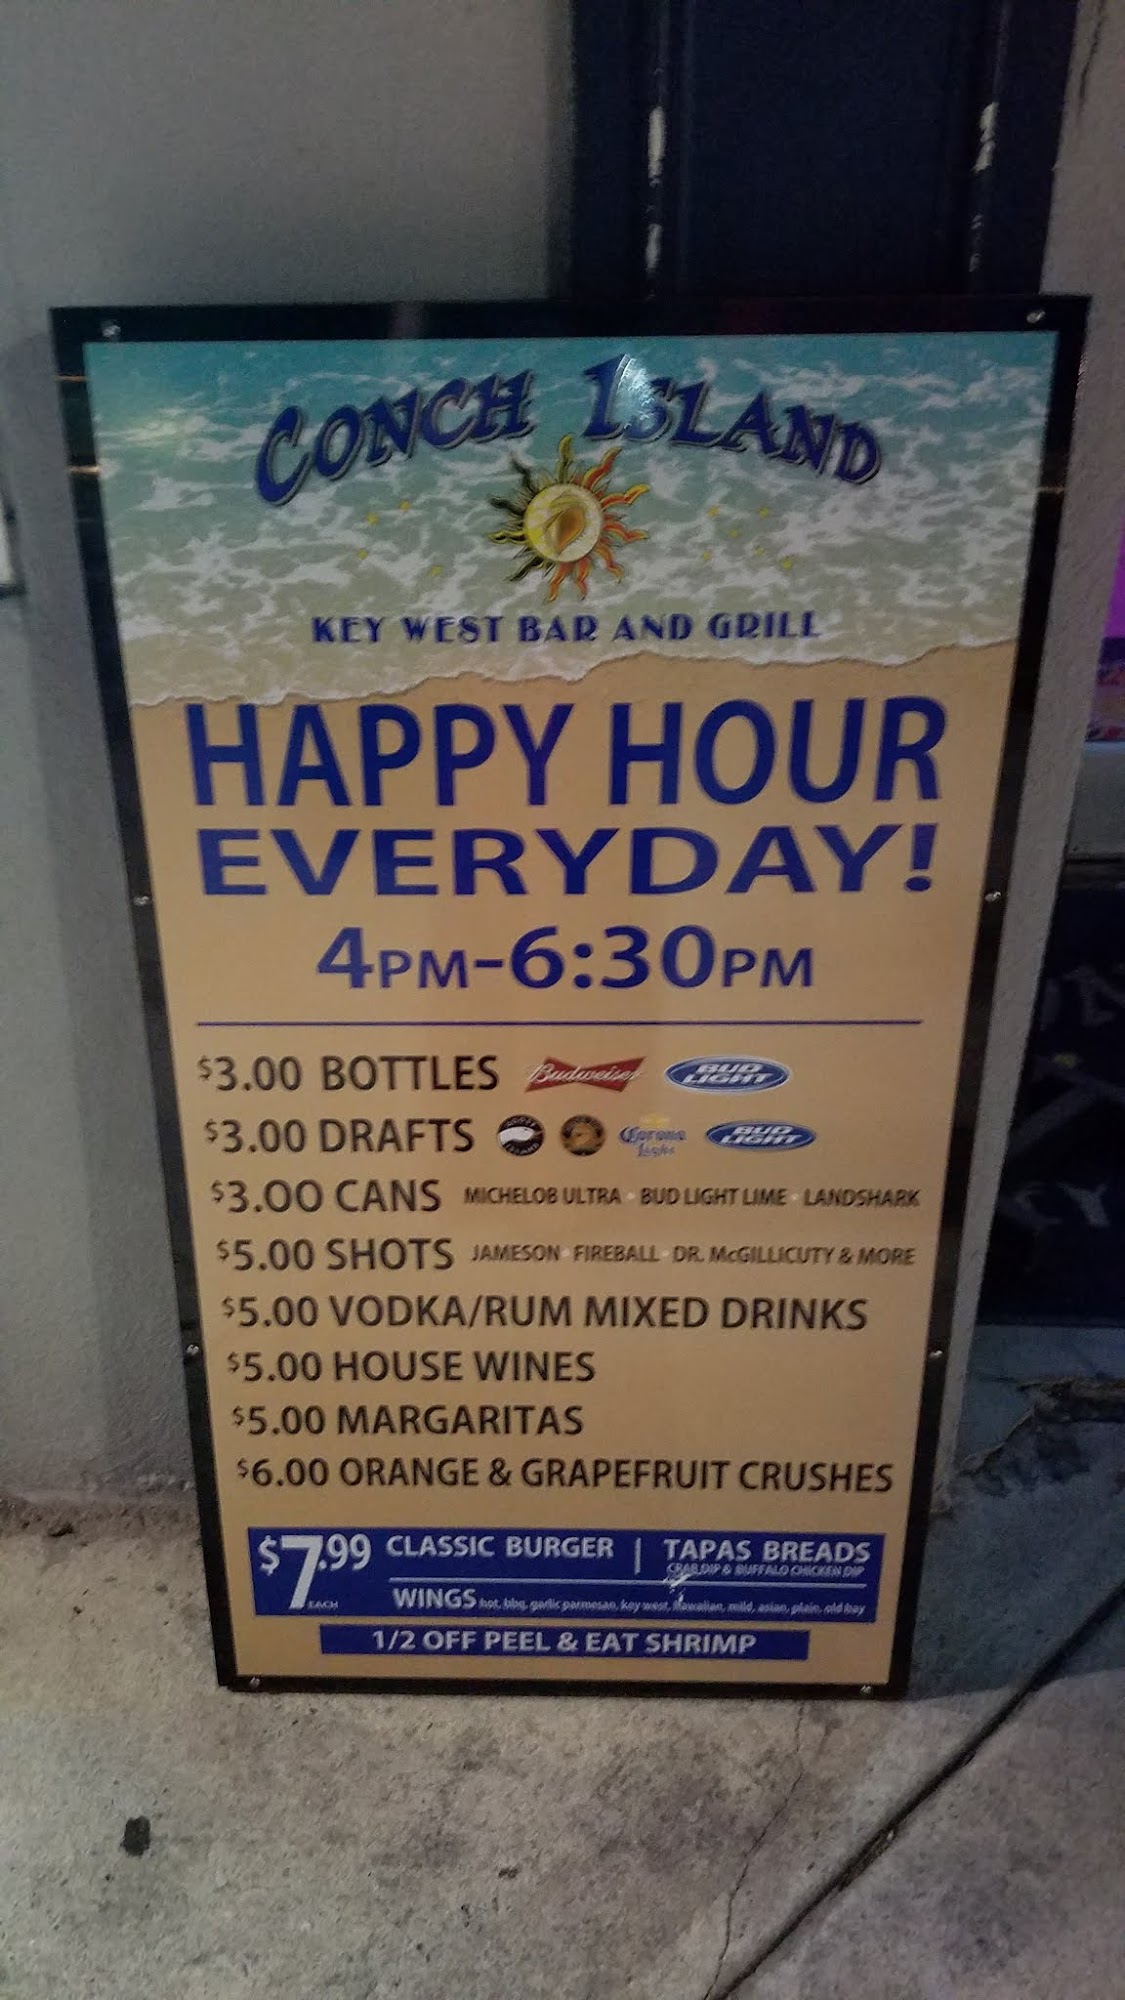 CONCH ISLAND
KEY WEST BAR AND GRILL
HAPPY HOUR
EVERYDAY!
4PM-6:30PM
$3.00 BOTTLES Budweiser BUD LIGHT
$3.00 DRAFTS Corona Light BUD LIGHT
$3.00 CANS MICHELOB ULTRA · BUD LIGHT LIME · LANDSHARK
$5.00 SHOTS JAMESON · FIREBALL · DR. McGILLICUTY & MORE
$5.00 VODKA/RUM MIXED DRINKS
$5.00 HOUSE WINES
$5.00 MARGARITAS
$6.00 ORANGE & GRAPEFRUIT CRUSHES
$7.99 EACH
CLASSIC BURGER | TAPAS BREADS
CRAB DIP & BUFFALO CHICKEN DIP
WINGS hot, bbq, garlic parmesan, key west, Hawaiian, mild, asian, plain, old bay
1/2 OFF PEEL & EAT SHRIMP